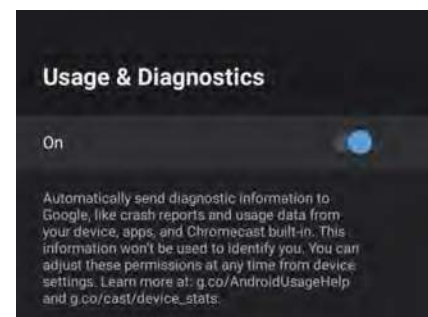 Usage & Diagnostics
On
Automatically send diagnostic information to
Google, like crash reports and usage data from
your device, apps, and Chromecast built-in. This
information won't be used to identify you. You can
adjust these permissions at any time from device
settings. Learn more at: g.co/AndroidUsageHelp
and g.co/cast/device_stats.